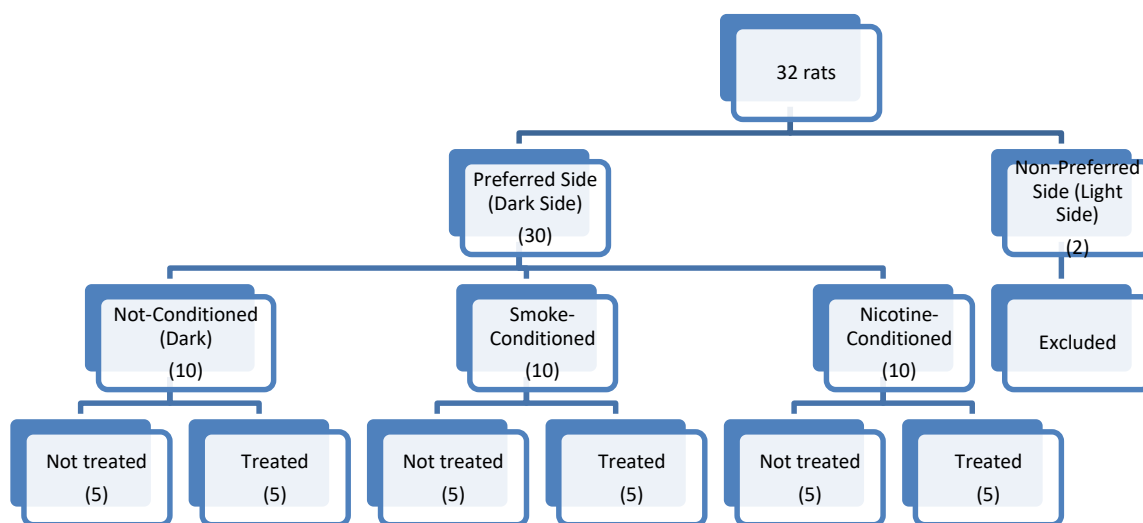 32 rats
Preferred Side
(Dark Side)
(30)
Non-Preferred
Side (Light
Side)
(2)
Not-Conditioned
(Dark)
(10)
Smoke-
Conditioned
(10)
Nicotine-
Conditioned
(10)
Excluded
Not treated
(5)
Treated
(5)
Not treated
(5)
Treated
(5)
Not treated
(5)
Treated
(5)